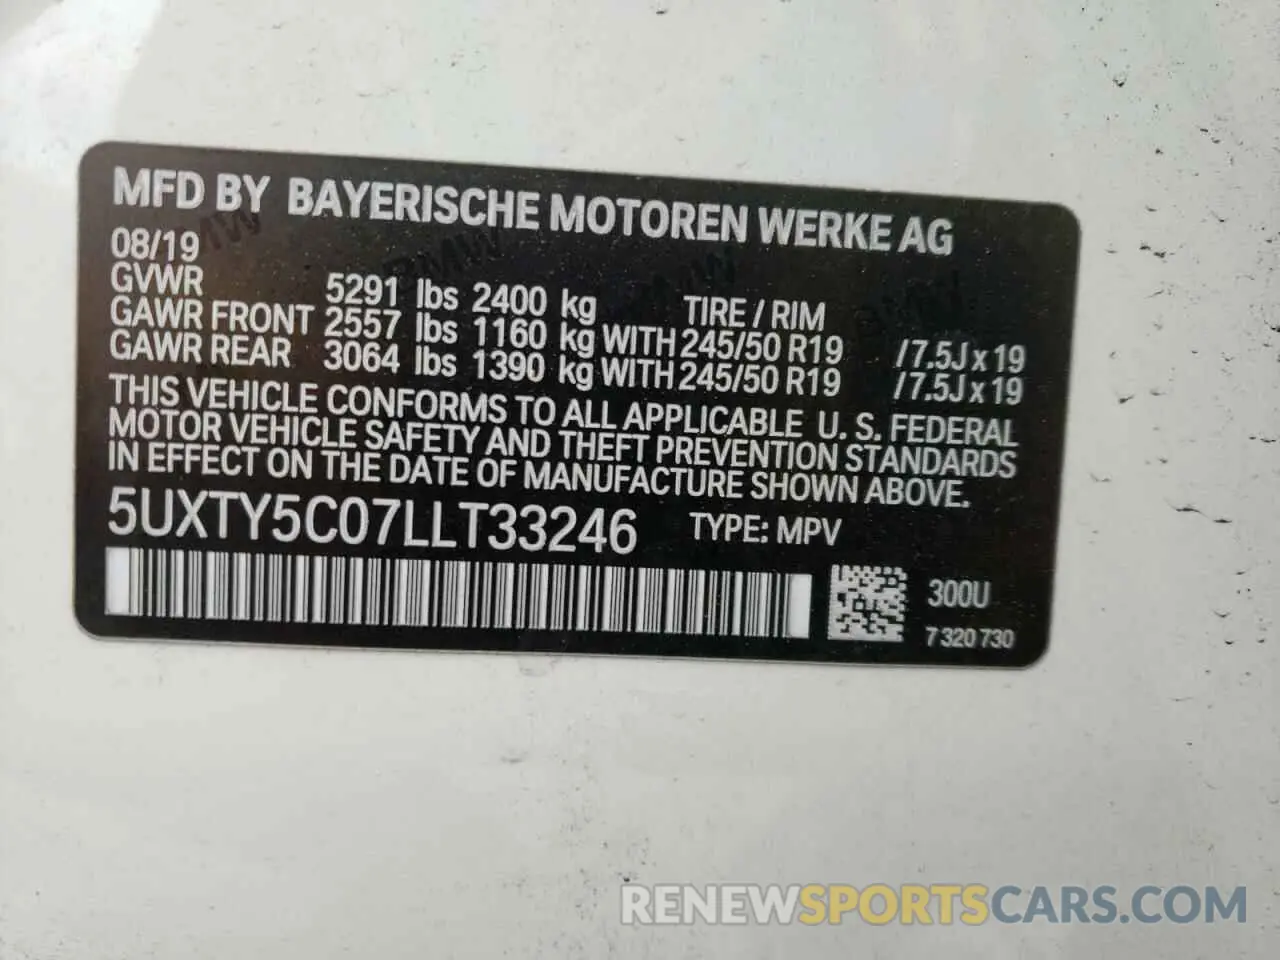 MFD BY BAYERISCHE MOTOREN WERKE AG
08/19
GVWR 5291 lbs 2400 kg TIRE / RIM
GAWR FRONT 2557 lbs 1160 kg WITH 245/50 R19 /7.5J x 19
GAWR REAR 3064 lbs 1390 kg WITH 245/50 R19 /7.5J x 19
THIS VEHICLE CONFORMS TO ALL APPLICABLE U. S. FEDERAL
MOTOR VEHICLE SAFETY AND THEFT PREVENTION STANDARDS
IN EFFECT ON THE DATE OF MANUFACTURE SHOWN ABOVE.
5UXTY5C07LLT33246 TYPE: MPV
300U
7 320 730
RENEWSPORTSCARS.COM